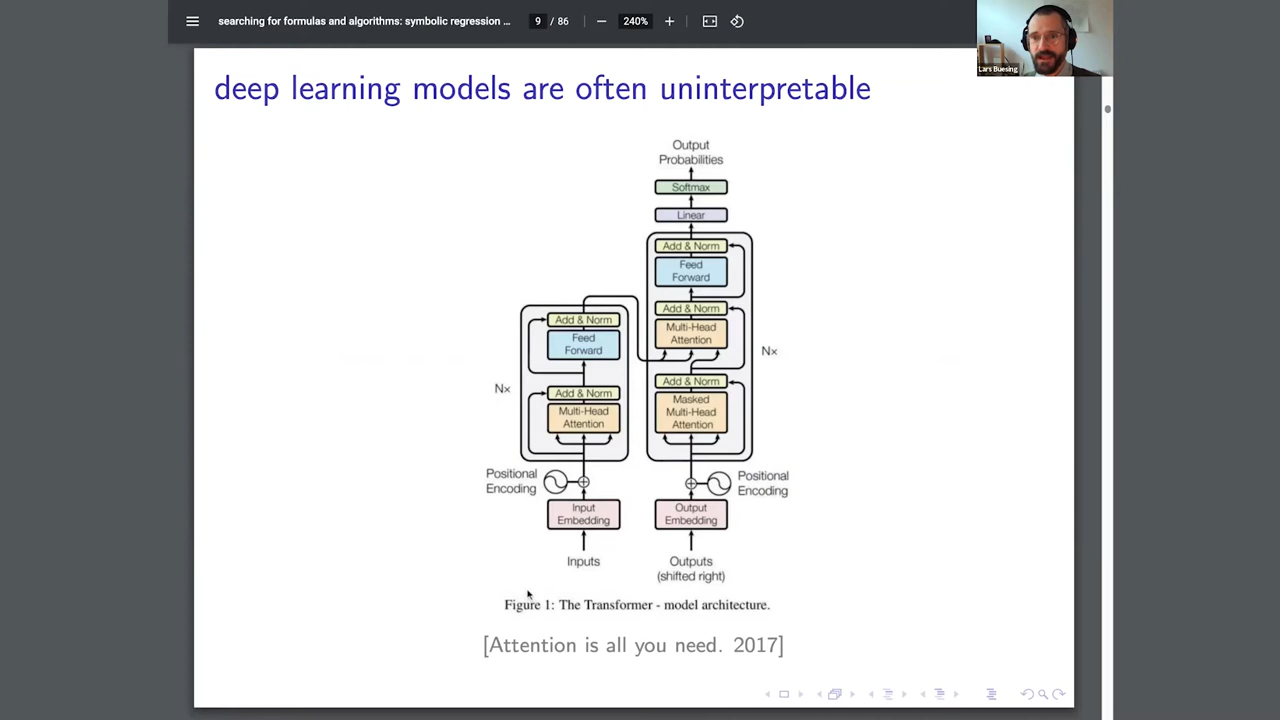 searching for formulas and algorithms: symbolic regression ...
9 / 86
240%
Lars Buesing
deep learning models are often uninterpretable
Output
Probabilities
Softmax
Linear
Add & Norm
Feed
Forward
Add & Norm
Multi-Head
Attention
Add & Norm
Masked
Multi-Head
Attention
Nx
Add & Norm
Feed
Forward
Nx
Add & Norm
Multi-Head
Attention
Positional
Encoding
Positional
Encoding
Input
Embedding
Output
Embedding
Inputs
Outputs
(shifted right)
Figure 1: The Transformer - model architecture.
[Attention is all you need. 2017]